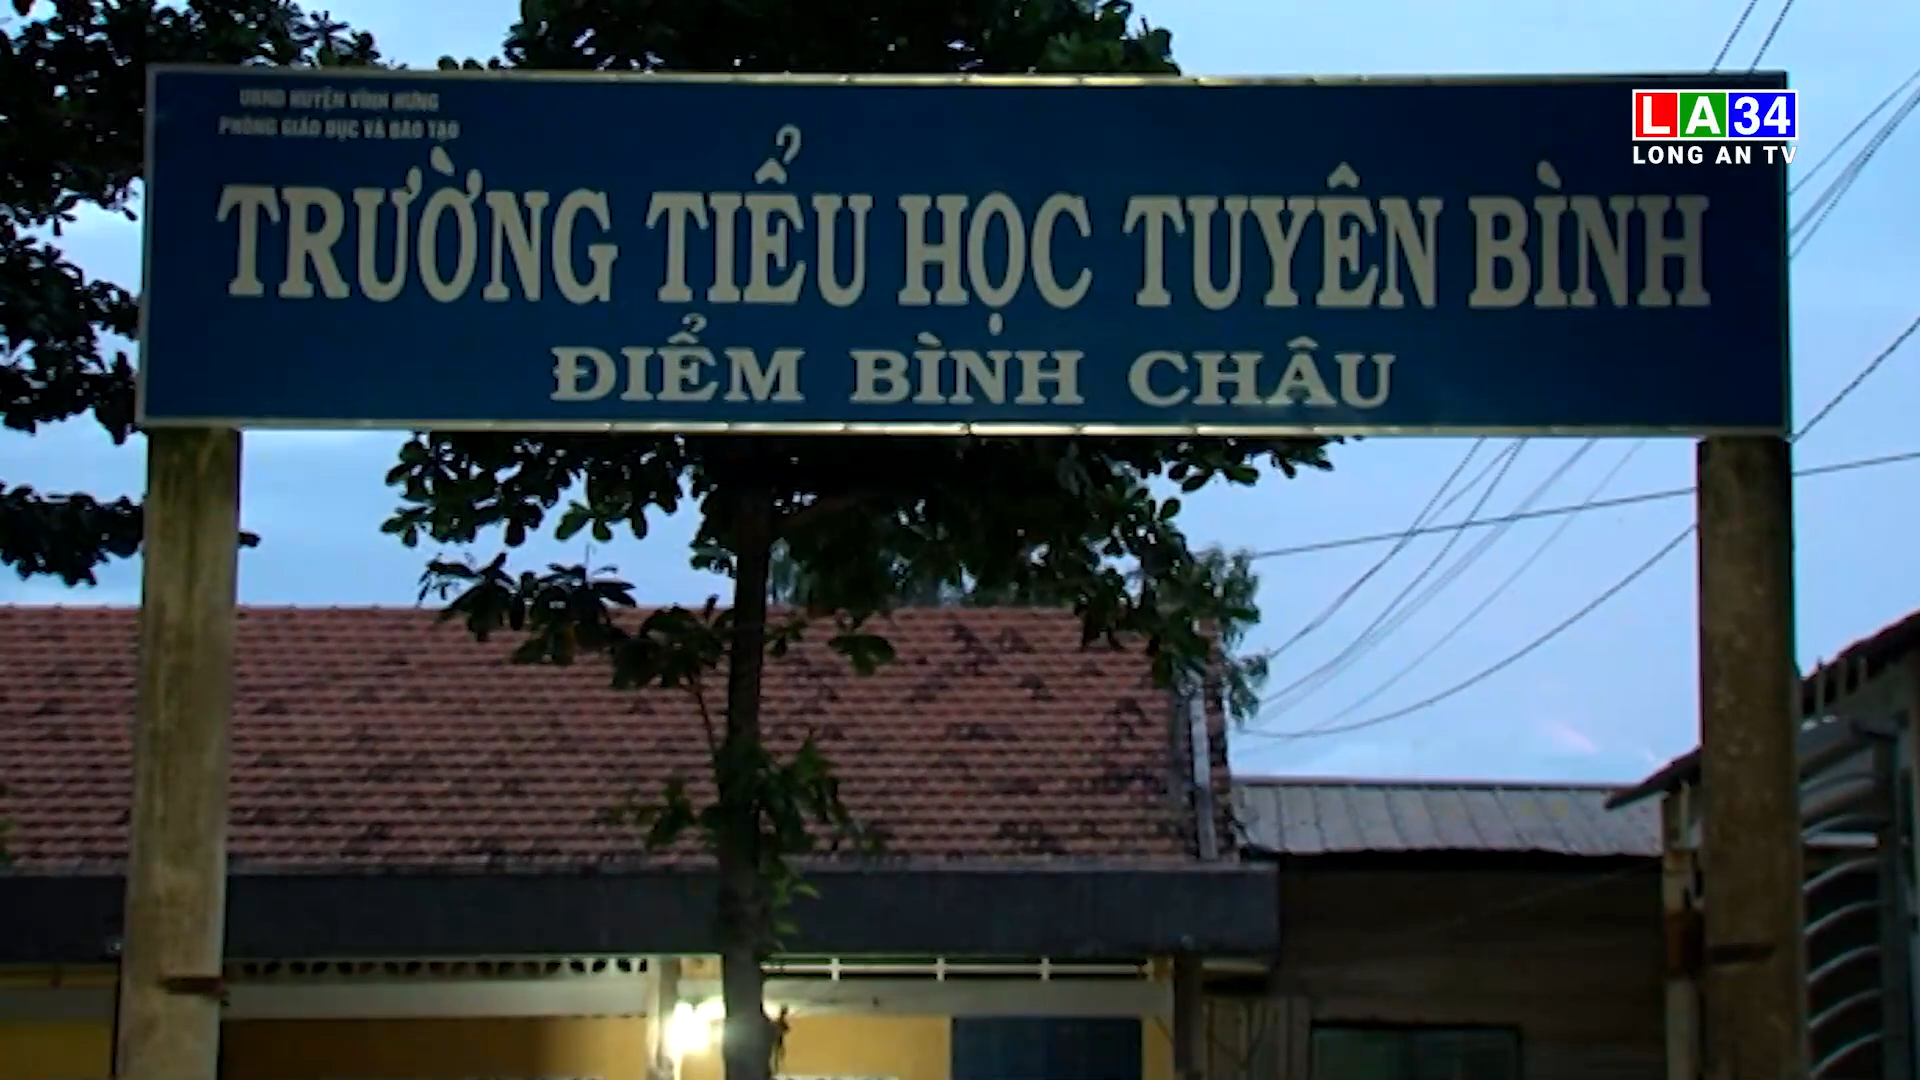 UBND HUYỆN VĨNH HƯNG
PHÒNG GIÁO DỤC VÀ ĐÀO TẠO
TRƯỜNG TIỂU HỌC TUYÊN BÌNH
ĐIỂM BÌNH CHÂU
LA34
LONG AN TV